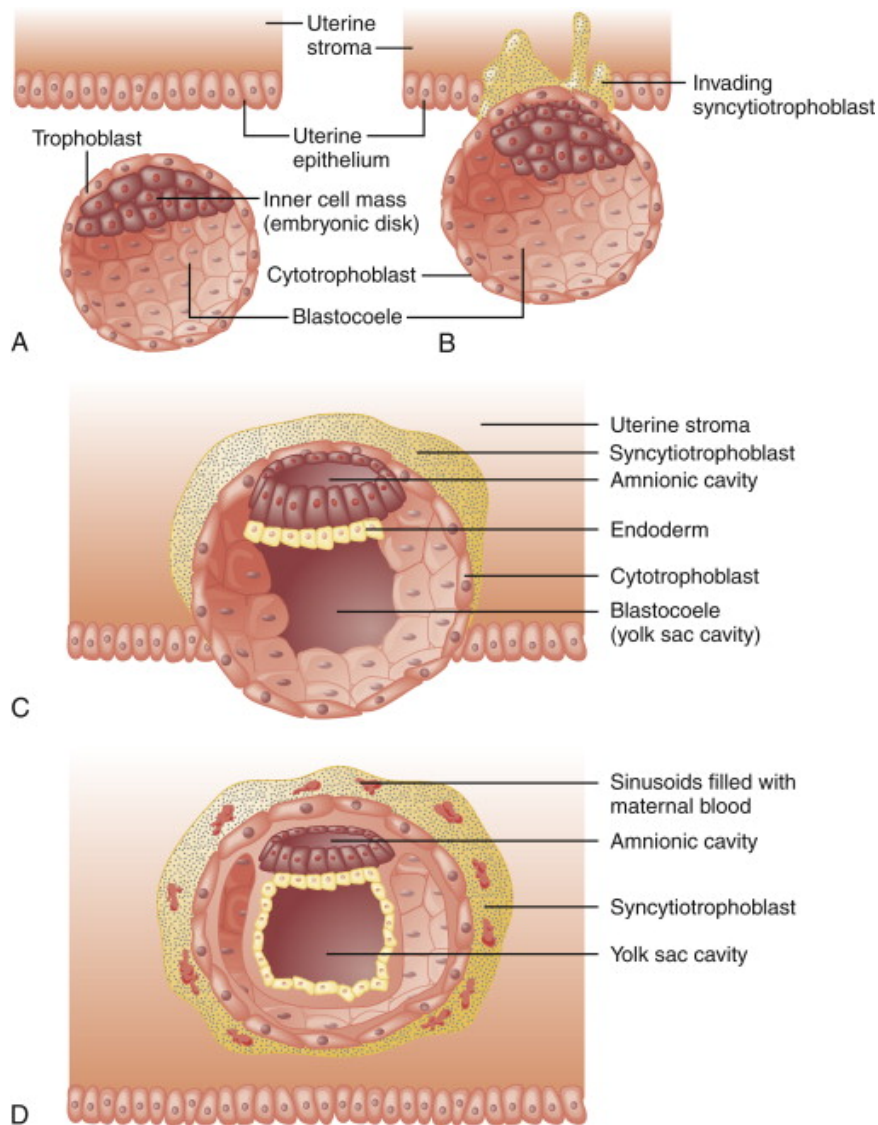 Uterine
stroma
Invading
syncytiotrophoblast
Trophoblast
Uterine
epithelium
Inner cell mass
(embryonic disk)
Cytotrophoblast
Blastocoele
A
B
Uterine stroma
Syncytiotrophoblast
Amnionic cavity
Endoderm
Cytotrophoblast
Blastocoele
(yolk sac cavity)
C
Sinusoids filled with
maternal blood
Amnionic cavity
Syncytiotrophoblast
Yolk sac cavity
D